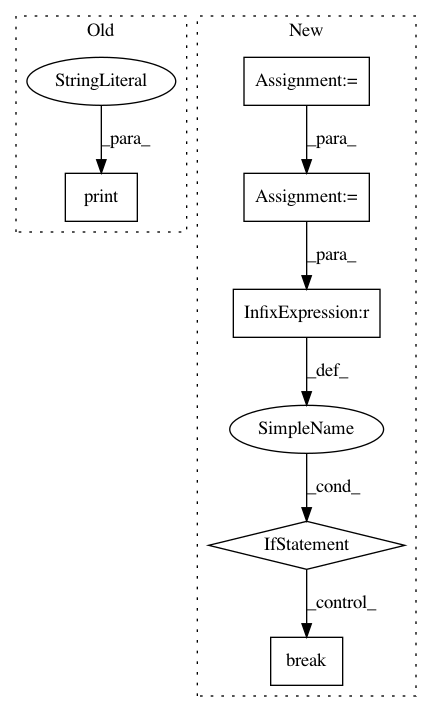 Old
StringLiteral
_para_
print
New
Assignment:=
_para_
Assignment:=
_para_
InfixExpression:r
_def_
SimpleName
_cond_
IfStatement
_control_
break